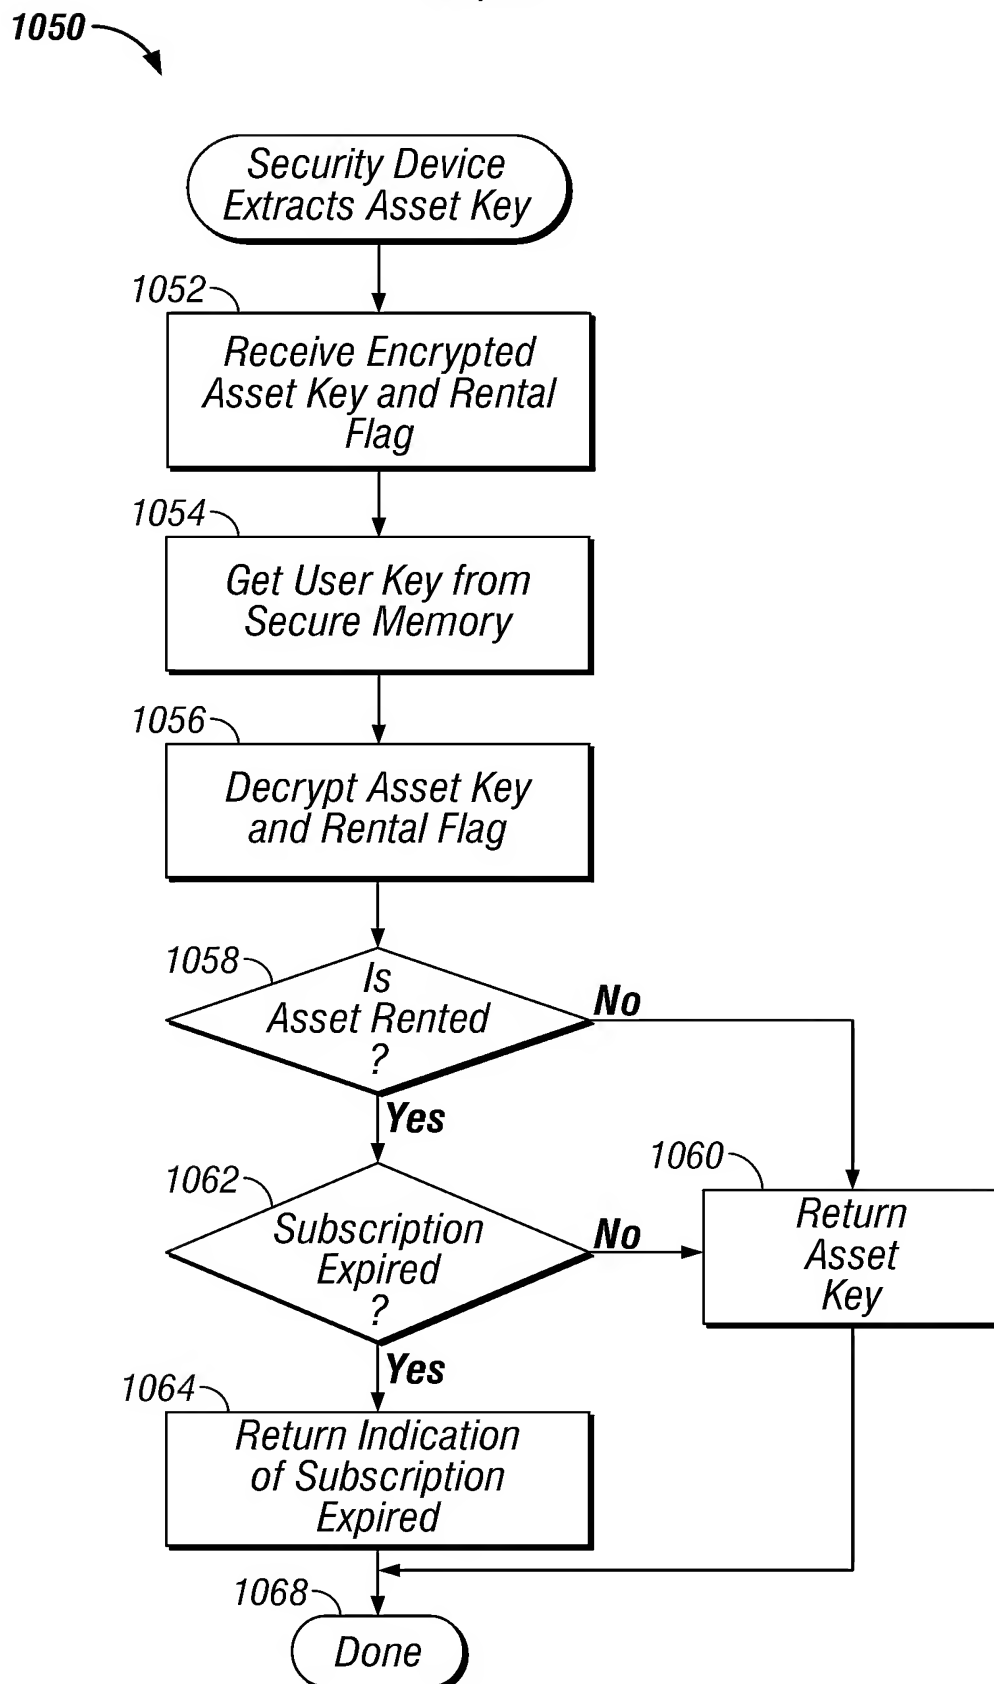 1050
Security Device
Extracts Asset Key
1052
Receive Encrypted
Asset Key and Rental
Flag
1054
Get User Key from
Secure Memory
1056
Decrypt Asset Key
and Rental Flag
1058
Is
Asset Rented
?
No
Yes
1060
Return
Asset
Key
1062
Subscription
Expired
?
No
Yes
1064
Return Indication
of Subscription
Expired
1068
Done